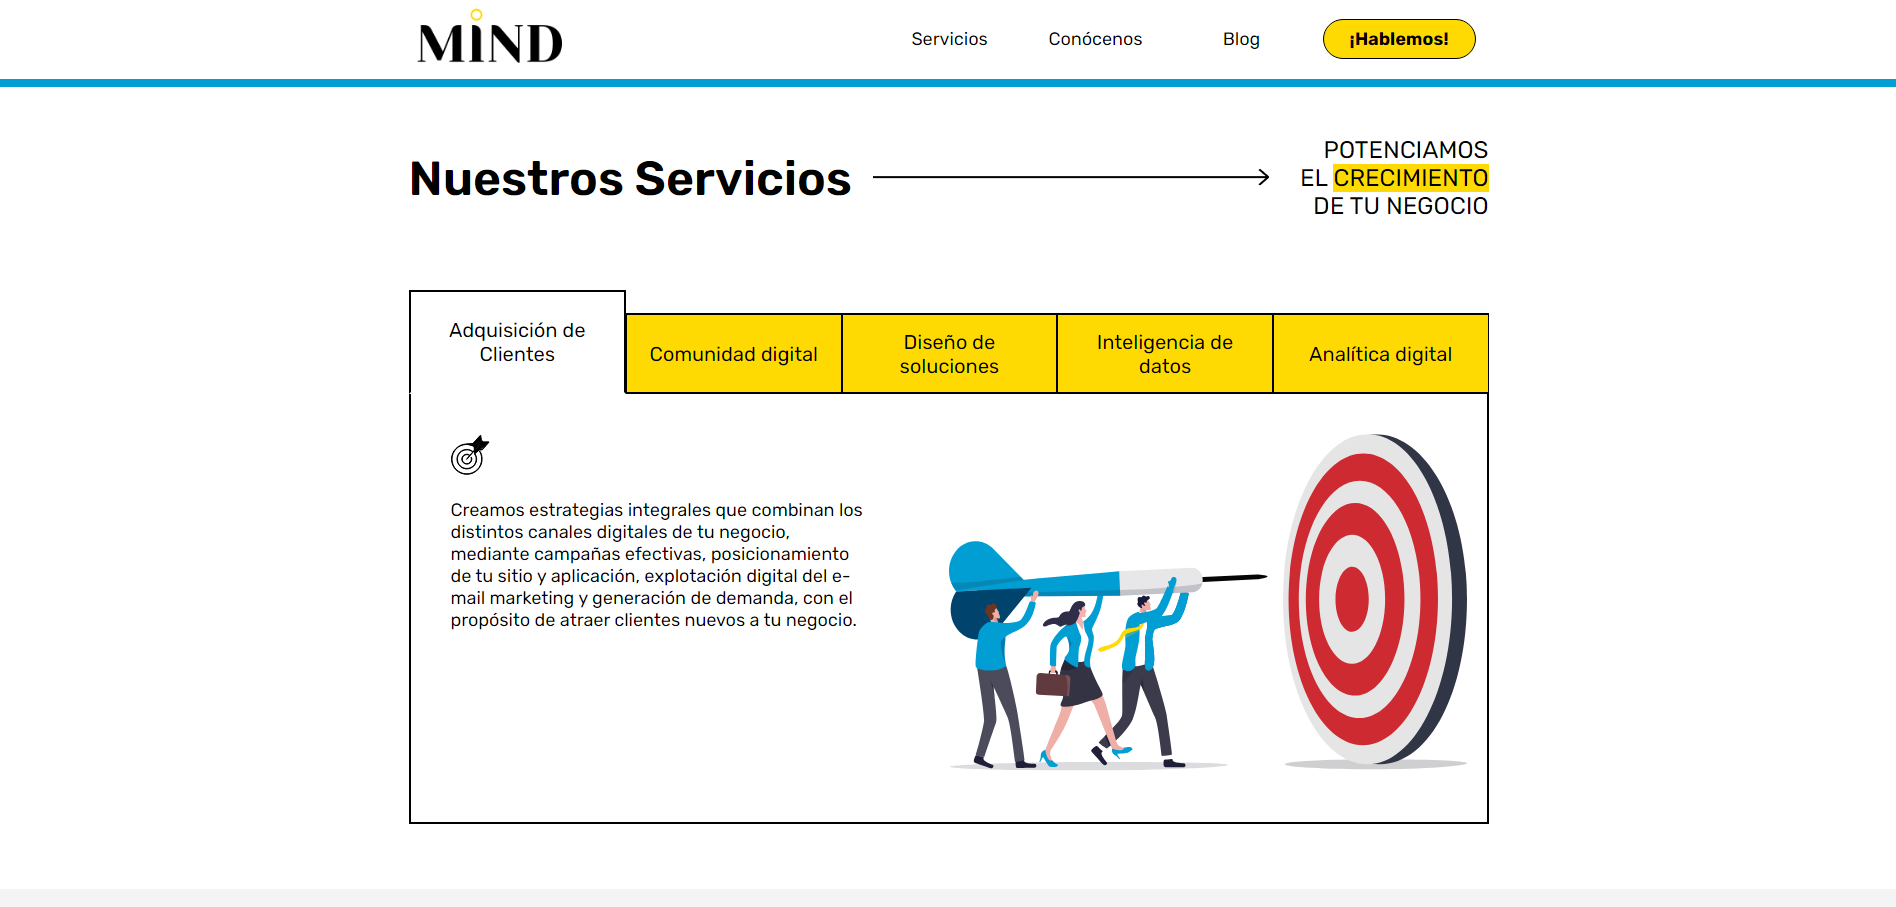 MIND
Servicios
Conócenos
Blog
¡Hablemos!
Nuestros Servicios
POTENCIAMOS
EL CRECIMIENTO
DE TU NEGOCIO
Adquisición de
Clientes
Comunidad digital
Diseño de
soluciones
Inteligencia de
datos
Analítica digital
Creamos estrategias integrales que combinan los
distintos canales digitales de tu negocio,
mediante campañas efectivas, posicionamiento
de tu sitio y aplicación, explotación digital del e-
mail marketing y generación de demanda, con el
propósito de atraer clientes nuevos a tu negocio.